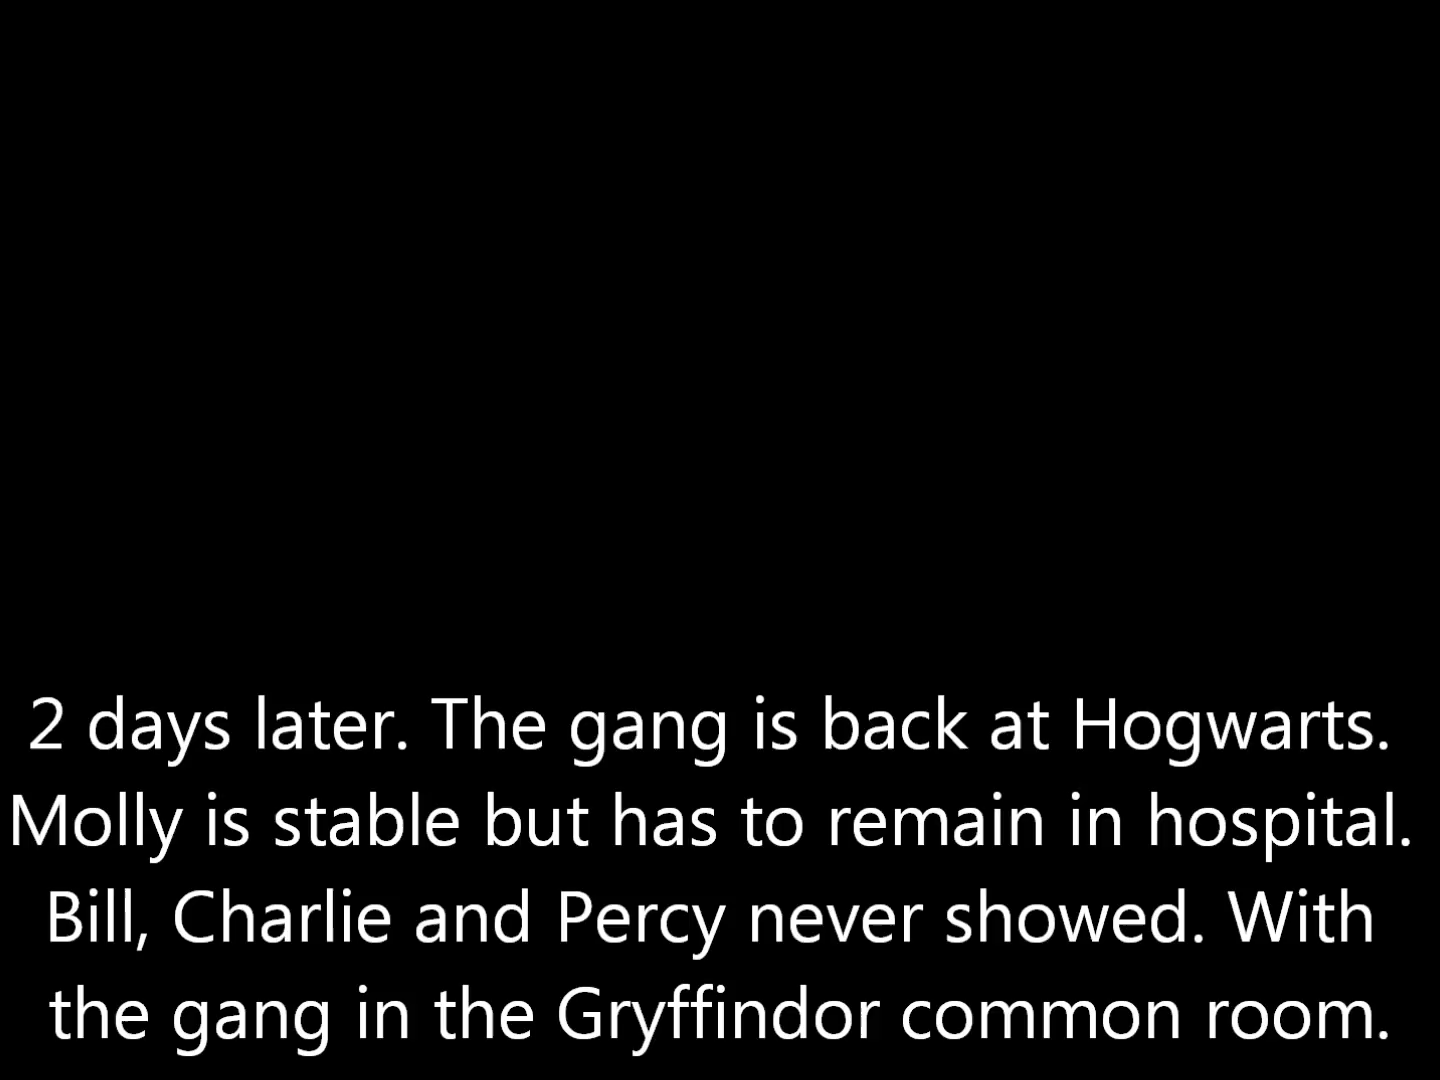 2 days later. The gang is back at Hogwarts.
Molly is stable but has to remain in hospital.
Bill, Charlie and Percy never showed. With
the gang in the Gryffindor common room.